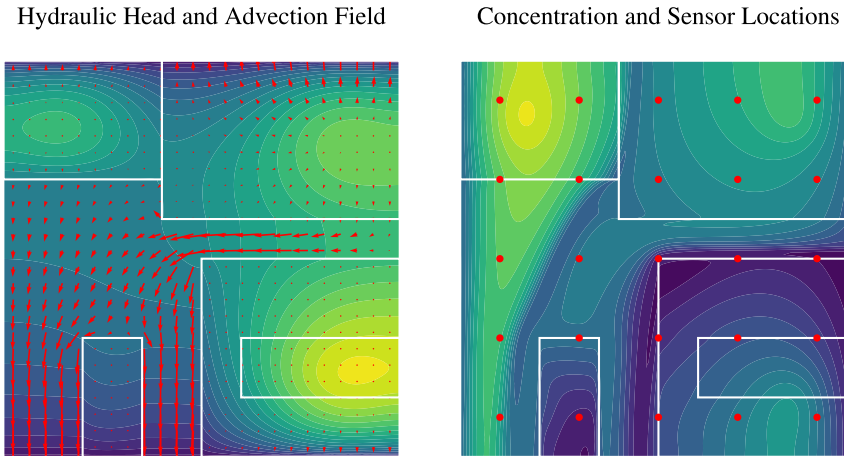 Hydraulic Head and Advection Field
Concentration and Sensor Locations